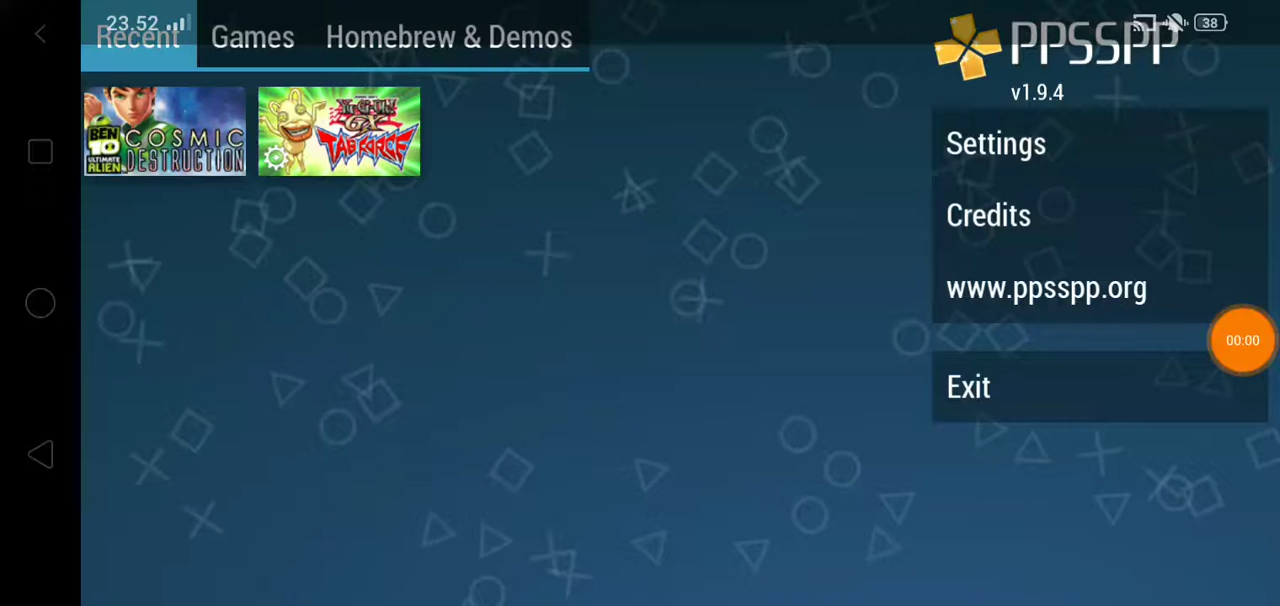 23.52
38
Recent Games Homebrew & Demos
PPSSPP
v1.9.4
BEN 10 ULTIMATE ALIEN COSMIC DESTRUCTION
Yu-Gi-Oh! GX TAG FORCE
Settings
Credits
www.ppsspp.org
00:00
Exit